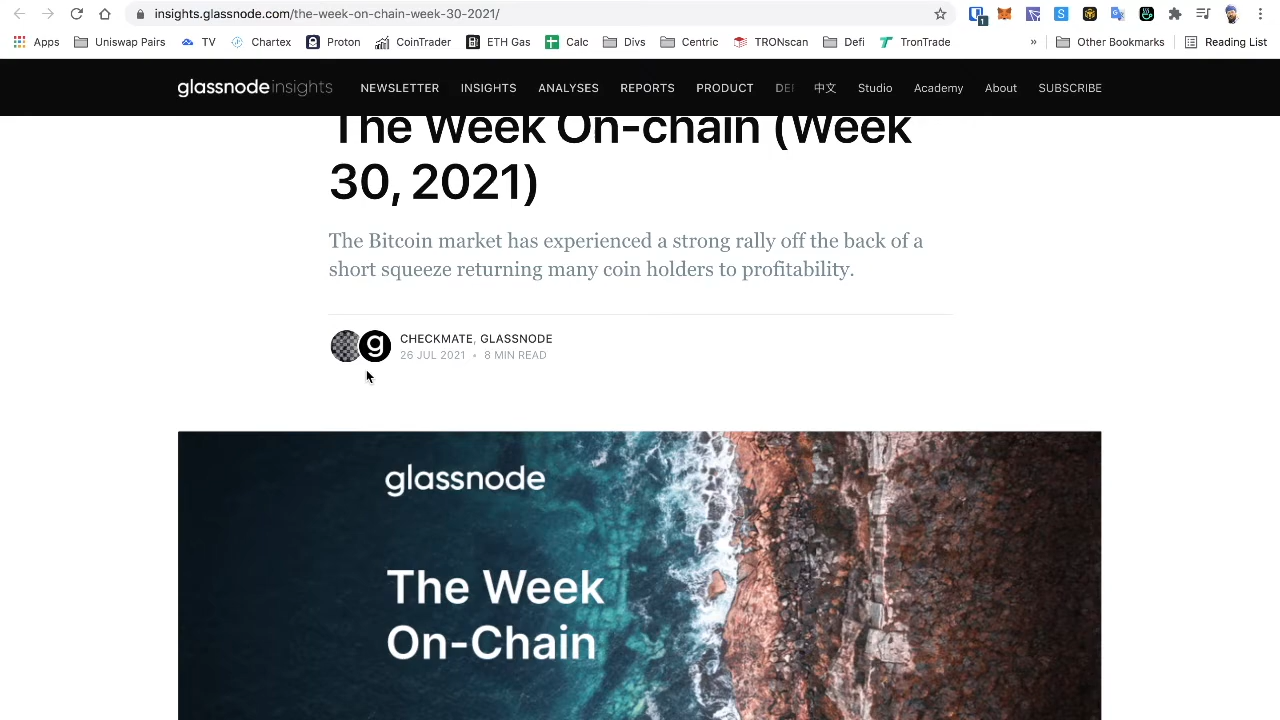 insights.glassnode.com/the-week-on-chain-week-30-2021/
1
Apps Uniswap Pairs TV Chartex Proton CoinTrader ETH Gas Calc Divs Centric TRONscan Defi TronTrade » Other Bookmarks Reading List
glassnode insights NEWSLETTER INSIGHTS ANALYSES REPORTS PRODUCT 中文 Studio Academy About SUBSCRIBE
The Week On-chain (Week
30, 2021)
The Bitcoin market has experienced a strong rally off the back of a
short squeeze returning many coin holders to profitability.
g
CHECKMATE, GLASSNODE
26 JUL 2021 • 8 MIN READ
glassnode
The Week
On-Chain